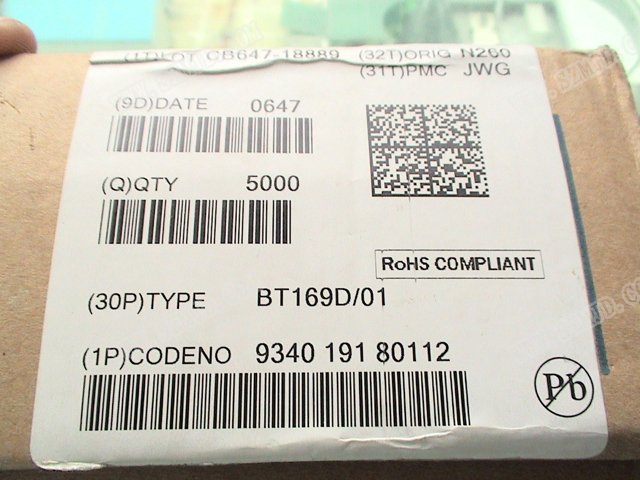 (1T)LOT CB647-18889 (32T)ORIG N260
(31T)PMC JWG
(9D)DATE 0647
(Q)QTY 5000
RoHS COMPLIANT
(30P)TYPE BT169D/01
(1P)CODENO 9340 191 80112
Pb